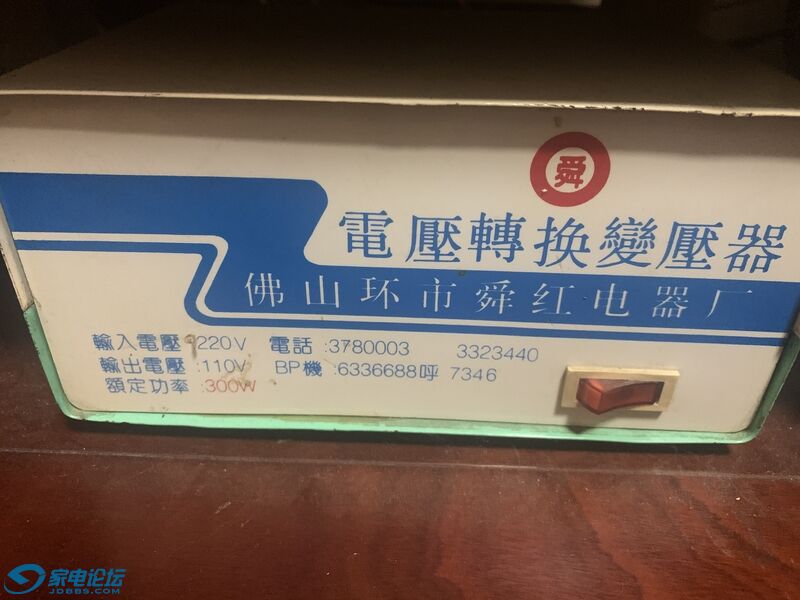 舜
電壓轉换變壓器
佛山环市舜红电器厂
輸入電壓:220V 電話:3780003 3323440
輸出電壓:110V BP機:6336688呼 7346
額定功率:300W
家电论坛
JDBBS.COM